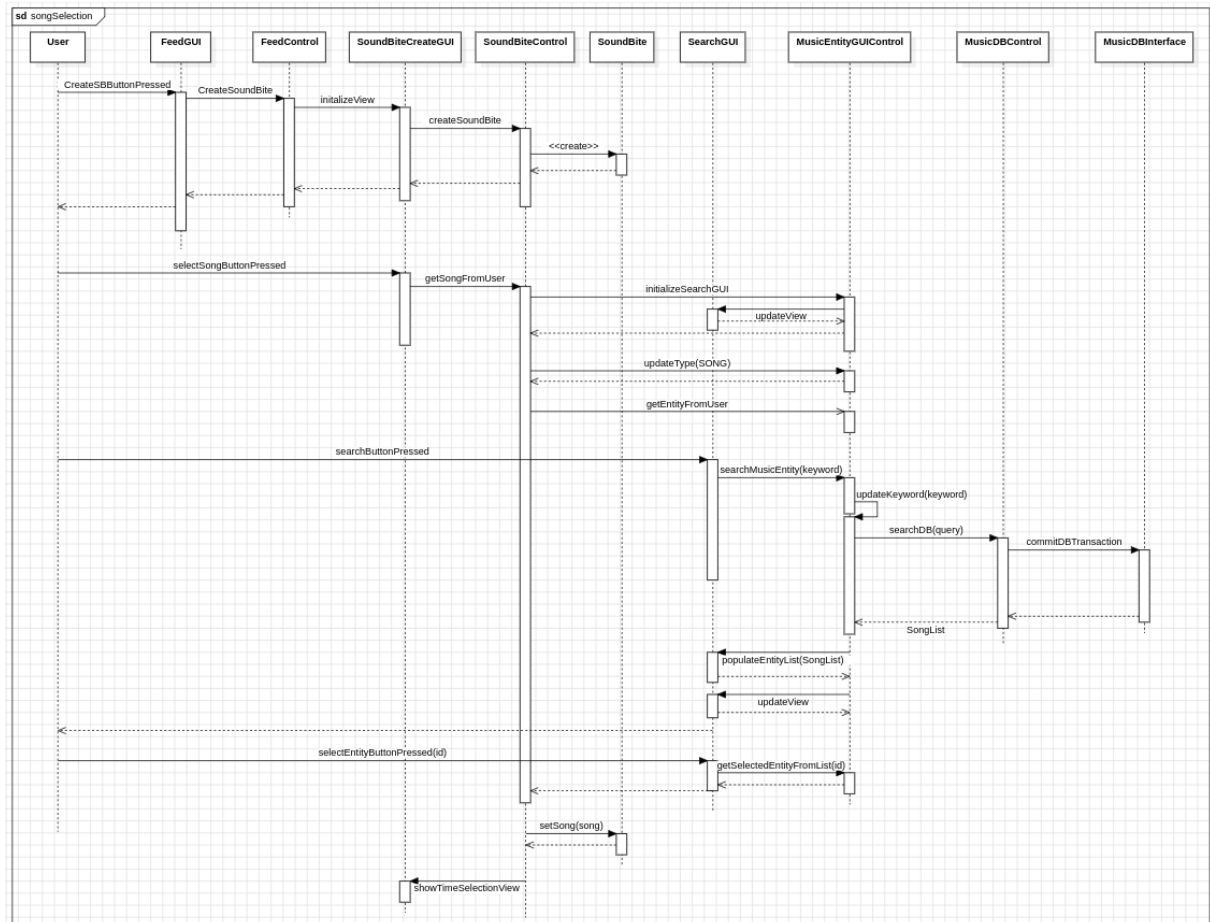 sd songSelection
User
FeedGUI
FeedControl
SoundBiteCreateGUI
SoundBiteControl
SoundBite
SearchGUI
MusicEntityGUIControl
MusicDBControl
MusicDBInterface
CreateSBButtonPressed
CreateSoundBite
initalizeView
createSoundBite
<<create>>
selectSongButtonPressed
getSongFromUser
initializeSearchGUI
updateView
updateType(SONG)
getEntityFromUser
searchButtonPressed
searchMusicEntity(keyword)
updateKeyword(keyword)
searchDB(query)
commitDBTransaction
SongList
populateEntityList(SongList)
updateView
selectEntityButtonPressed(id)
getSelectedEntityFromList(id)
setSong(song)
showTimeSelectionView